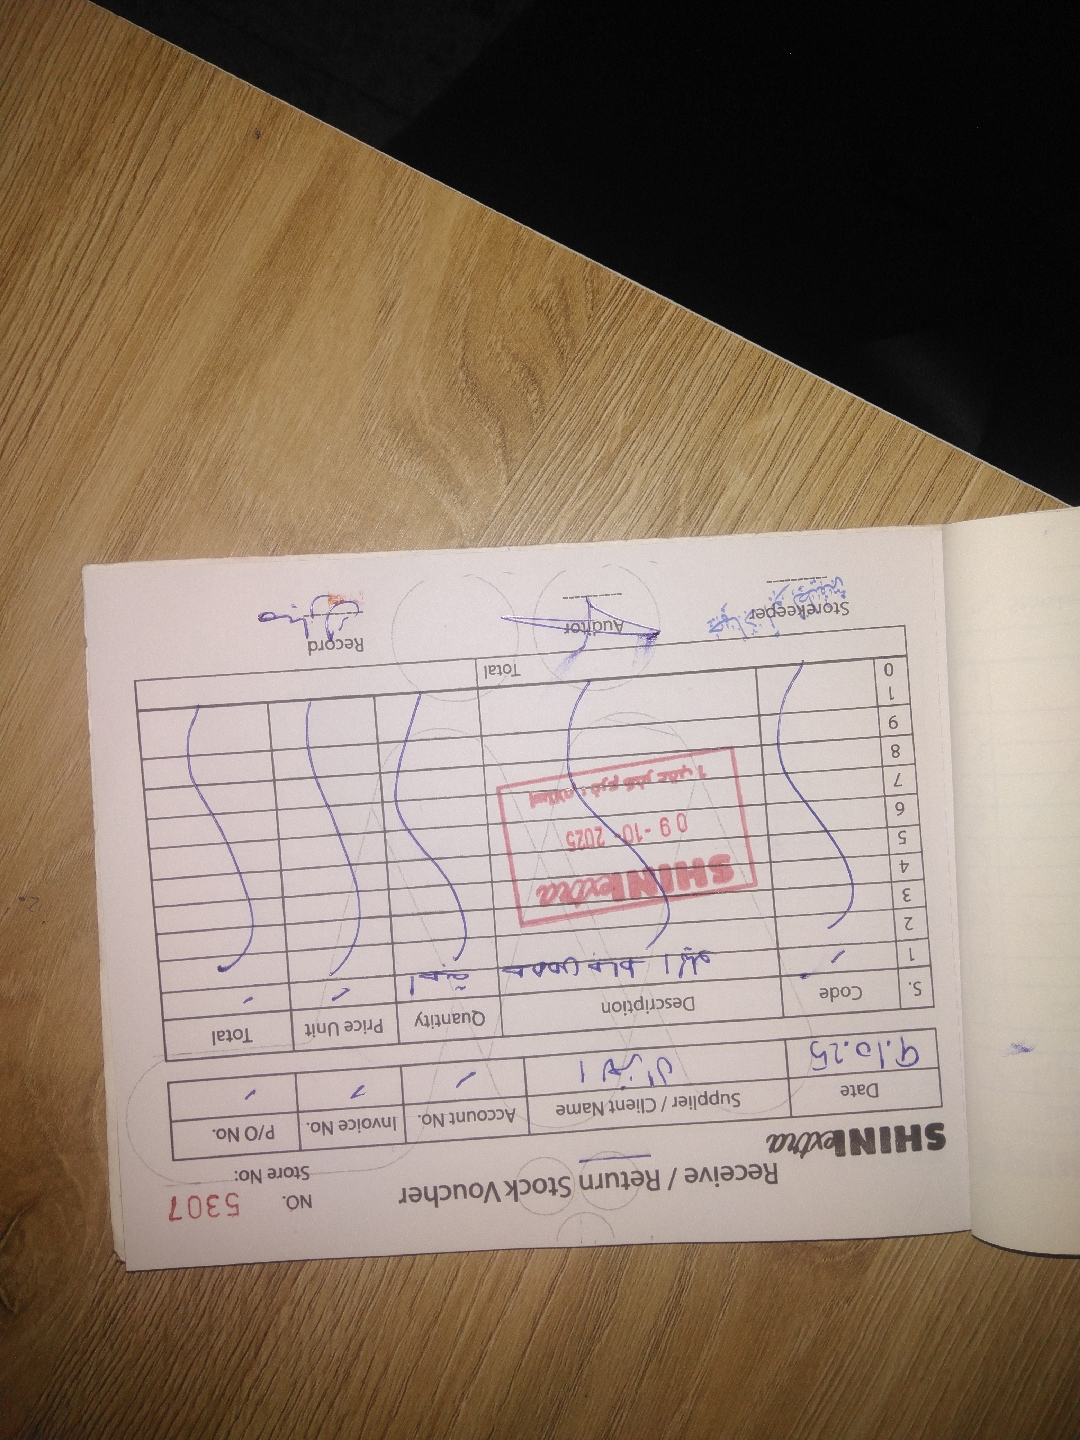 Receive / Return Stock Voucher
NO. 5307
Store No:
SHINextra
Date
Supplier / Client Name
Account No.
Invoice No.
P/O No.
9.10.25
S.
Code
Description
Quantity
Price Unit
Total
1
2
3
4
5
6
7
8
9
1
0
SHINextra
09-10-2025
Total
Storekeeper
Auditor
Record